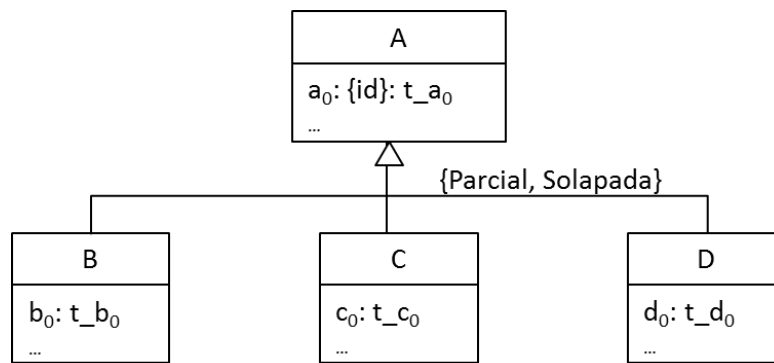 A
a₀: {id}: t_a₀
...
{Parcial, Solapada}
B
b₀: t_b₀
...
C
c₀: t_c₀
...
D
d₀: t_d₀
...